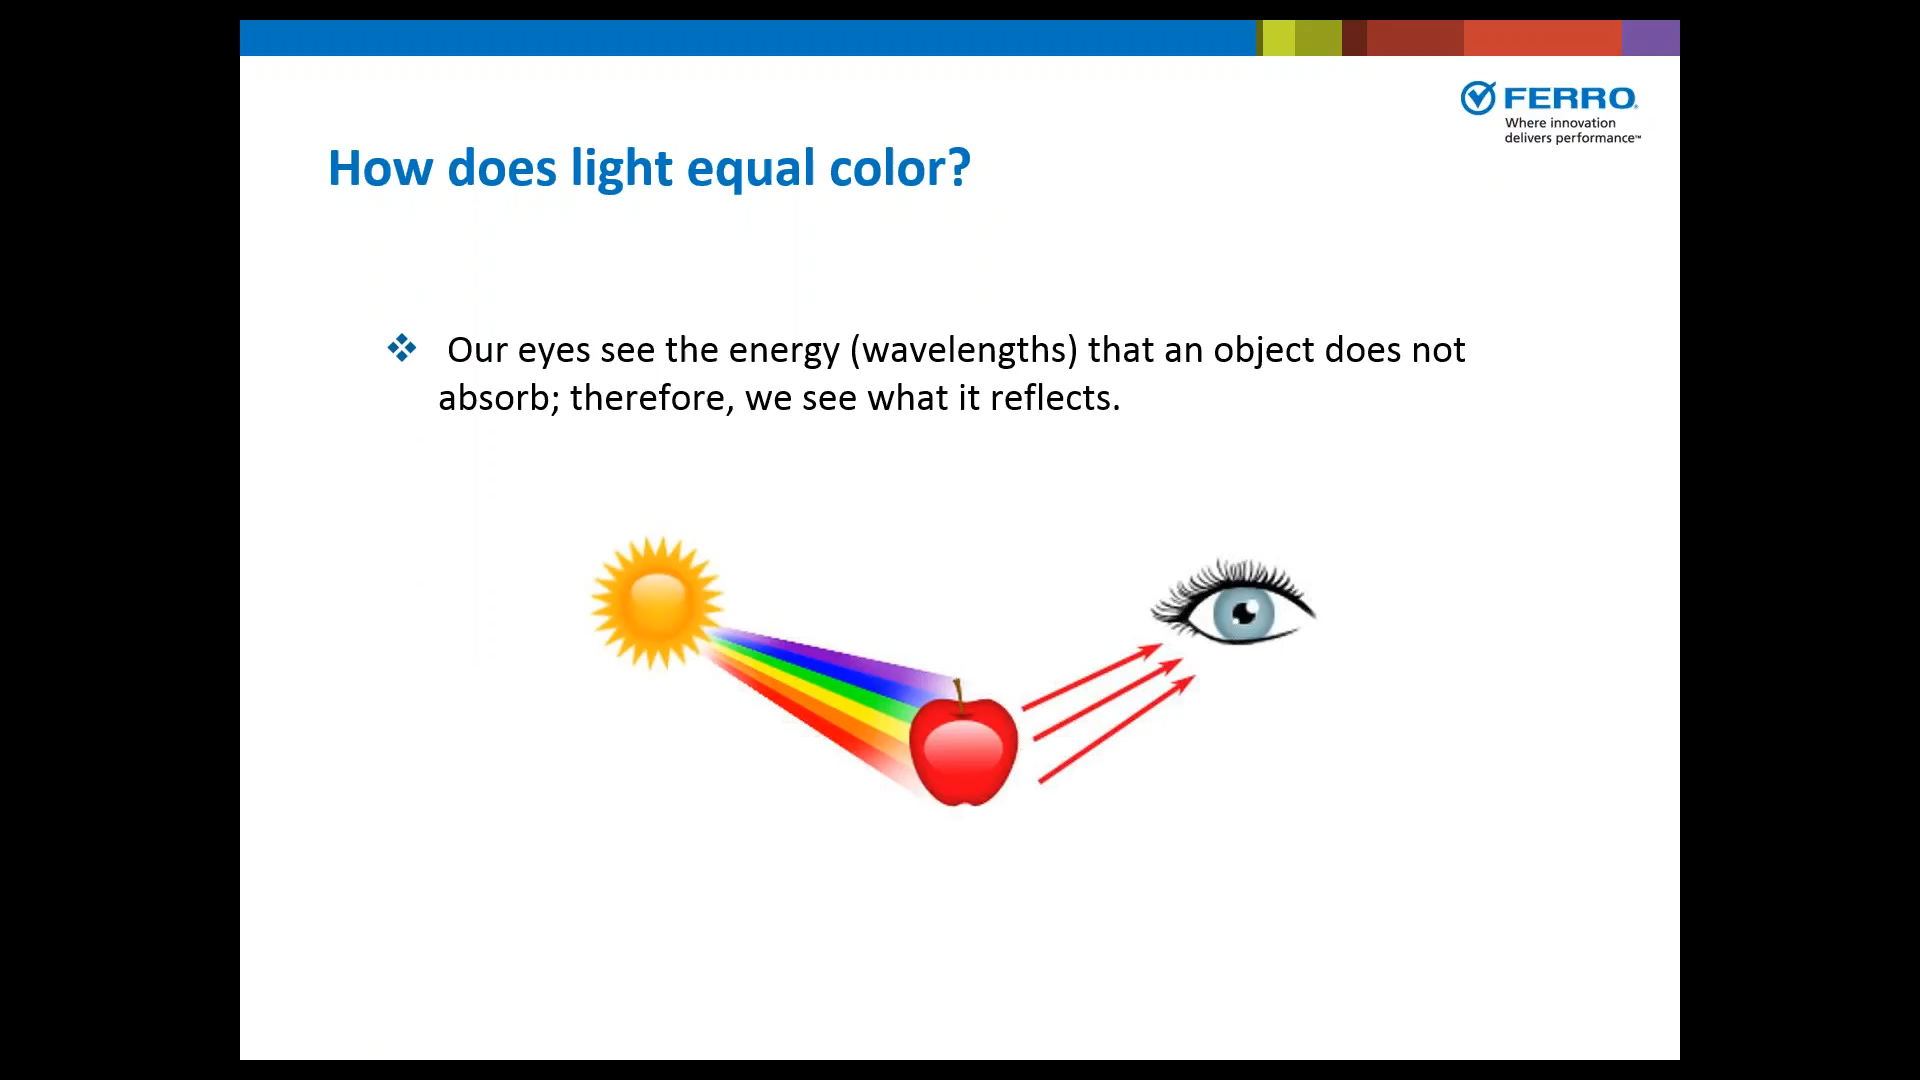 FERRO®
Where innovation
delivers performance™
How does light equal color?
❖ Our eyes see the energy (wavelengths) that an object does not
absorb; therefore, we see what it reflects.